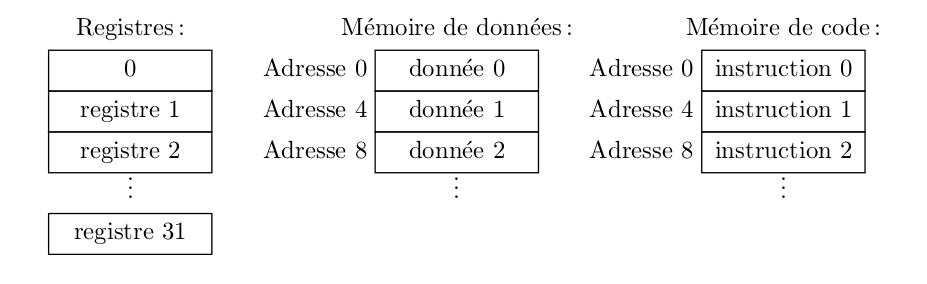 Registres : Mémoire de données : Mémoire de code :
0 Adresse 0 donnée 0 Adresse 0 instruction 0
registre 1 Adresse 4 donnée 1 Adresse 4 instruction 1
registre 2 Adresse 8 donnée 2 Adresse 8 instruction 2
⋮ ⋮ ⋮
registre 31